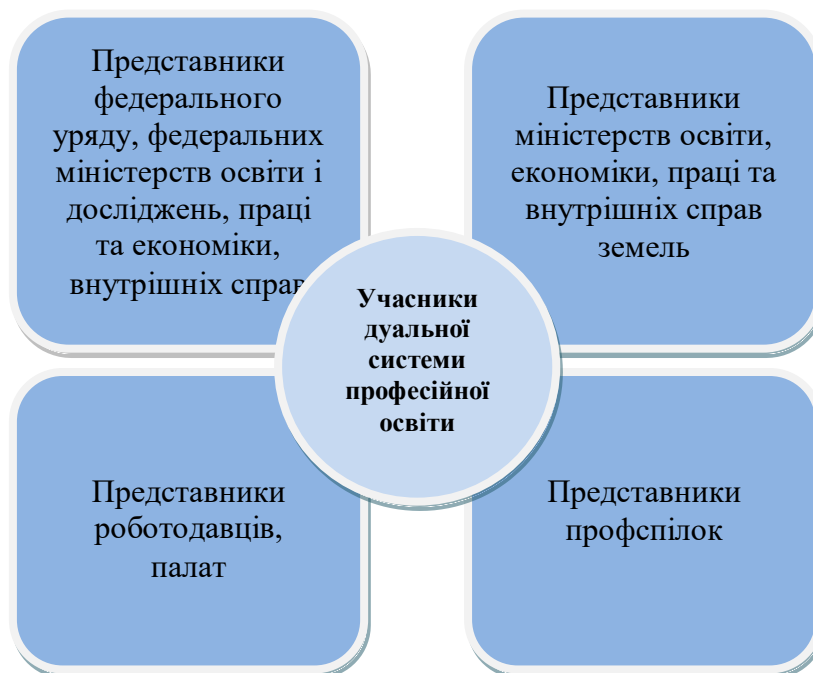 Представники
федерального
уряду, федеральних
міністерств освіти і
досліджень, праці
та економіки,
внутрішніх справ
Представники
міністерств освіти,
економіки, праці та
внутрішніх справ
земель
Учасники
дуальної
системи
професійної
освіти
Представники
роботодавців,
палат
Представники
профспілок